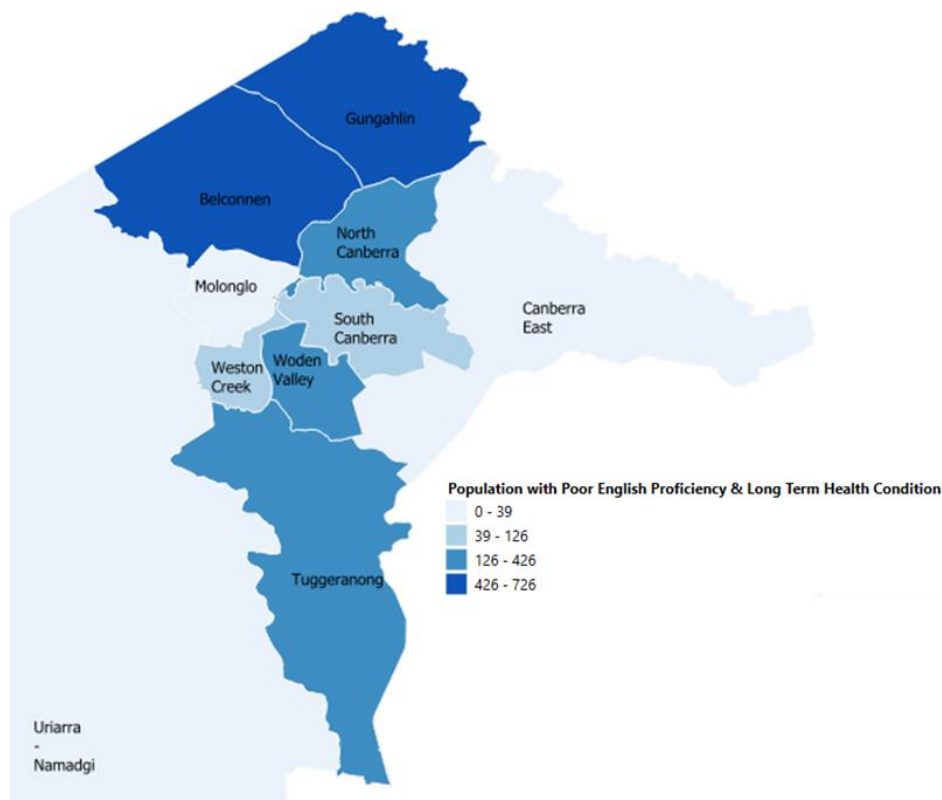 Gungahlin
Belconnen
North
Canberra
Molonglo
Canberra
East
South
Canberra
Weston
Creek
Woden
Valley
Population with Poor English Proficiency & Long Term Health Condition
0 - 39
39 - 126
126 - 426
426 - 726
Tuggeranong
Uriarra
-
Namadgi